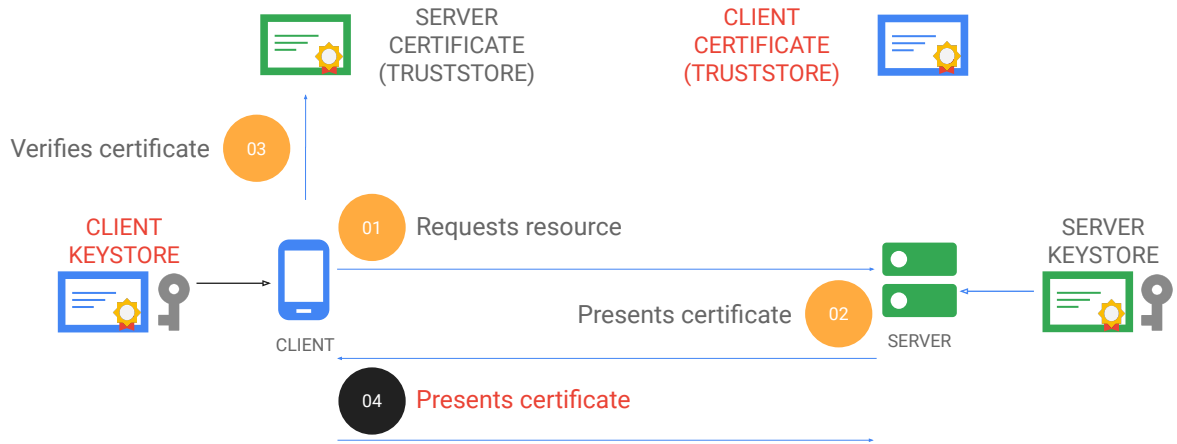 SERVER
CERTIFICATE
(TRUSTSTORE)
CLIENT
CERTIFICATE
(TRUSTSTORE)
Verifies certificate
03
CLIENT
KEYSTORE
01
Requests resource
SERVER
KEYSTORE
Presents certificate
02
CLIENT
SERVER
04
Presents certificate